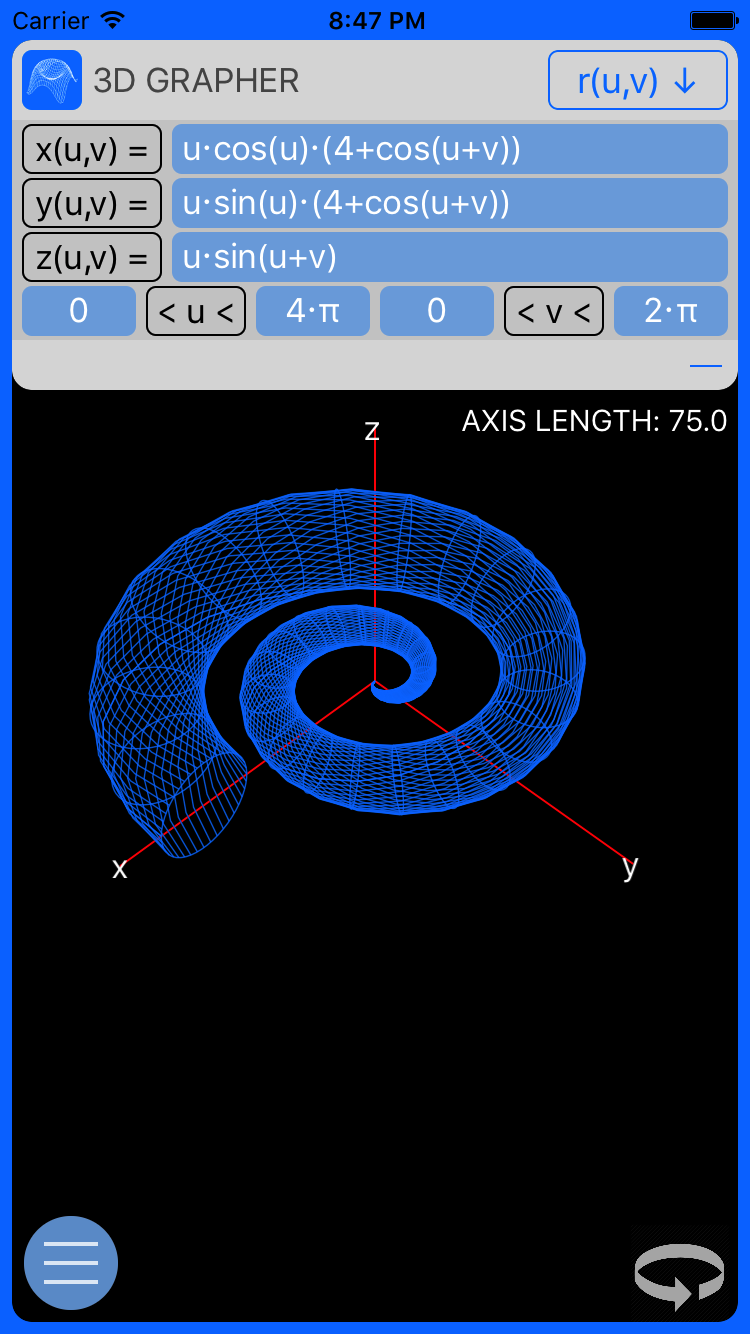 Carrier 8:47 PM
3D GRAPHER r(u,v) ↓
x(u,v) = u·cos(u)·(4+cos(u+v))
y(u,v) = u·sin(u)·(4+cos(u+v))
z(u,v) = u·sin(u+v)
0 < u < 4·π 0 < v < 2·π
AXIS LENGTH: 75.0
z
x
y